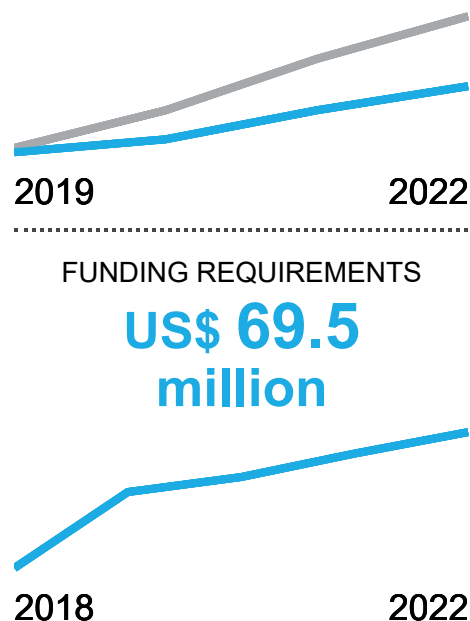 2019 2022
FUNDING REQUIREMENTS
US$ 69.5
million
2018 2022